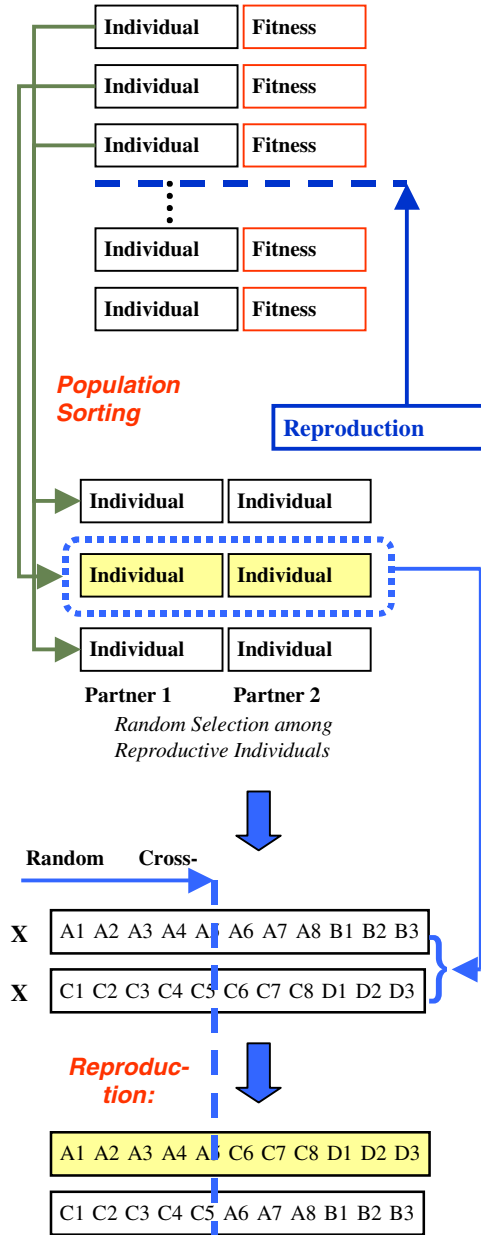 Individual Fitness
Individual Fitness
Individual Fitness
Individual Fitness
Individual Fitness
Population
Sorting
Reproduction
Individual Individual
Individual Individual
Individual Individual
Partner 1 Partner 2
Random Selection among
Reproductive Individuals
Random Cross-
X A1 A2 A3 A4 A5 A6 A7 A8 B1 B2 B3
X C1 C2 C3 C4 C5 C6 C7 C8 D1 D2 D3
Reproduc-
tion:
A1 A2 A3 A4 A5 C6 C7 C8 D1 D2 D3
C1 C2 C3 C4 C5 A6 A7 A8 B1 B2 B3